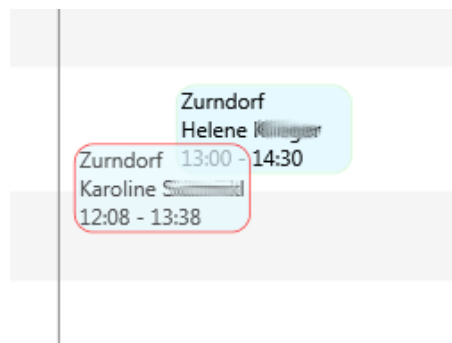 Zurndorf
Helene
13:00 - 14:30
Zurndorf
Karoline
12:08 - 13:38